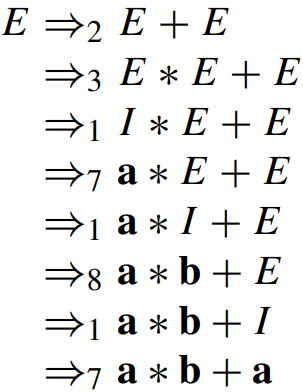 E ⇒₂ E + E
⇒₃ E ∗ E + E
⇒₁ I ∗ E + E
⇒₇ a ∗ E + E
⇒₁ a ∗ I + E
⇒₈ a ∗ b + E
⇒₁ a ∗ b + I
⇒₇ a ∗ b + a